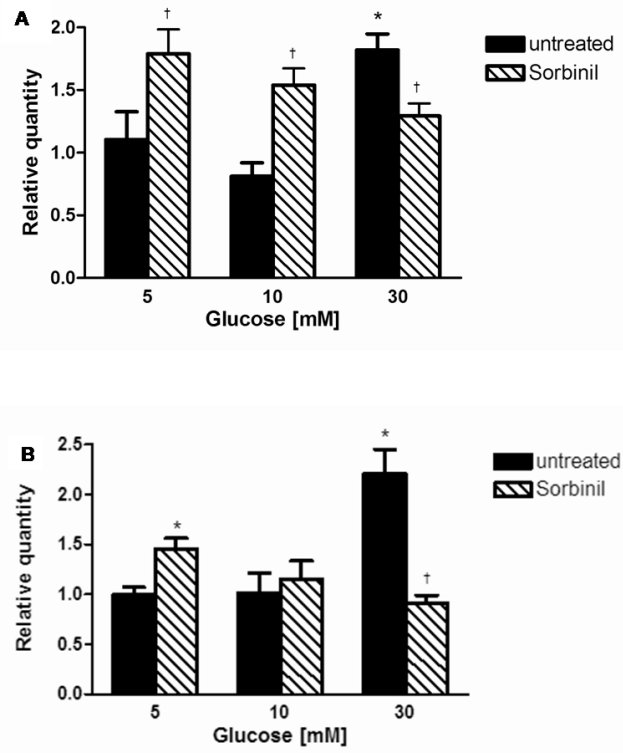 A
2.0
1.5
1.0
0.5
0.0
Relative quantity
†
†
*
†
untreated
Sorbinil
5
10
30
Glucose [mM]
B
2.5
2.0
1.5
1.0
0.5
0.0
Relative quantity
*
*
†
untreated
Sorbinil
5
10
30
Glucose [mM]